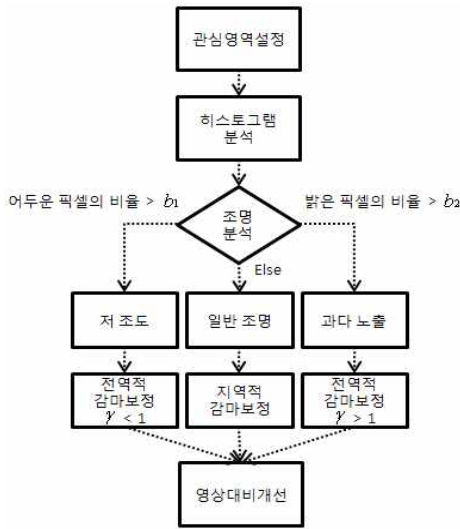 관심영역설정
히스토그램
분석
어두운 픽셀의 비율 > b₁
밝은 픽셀의 비율 > b₂
조명
분석
Else
저 조도
일반 조명
과다 노출
전역적
감마보정
γ < 1
지역적
감마보정
전역적
감마보정
γ > 1
영상대비개선